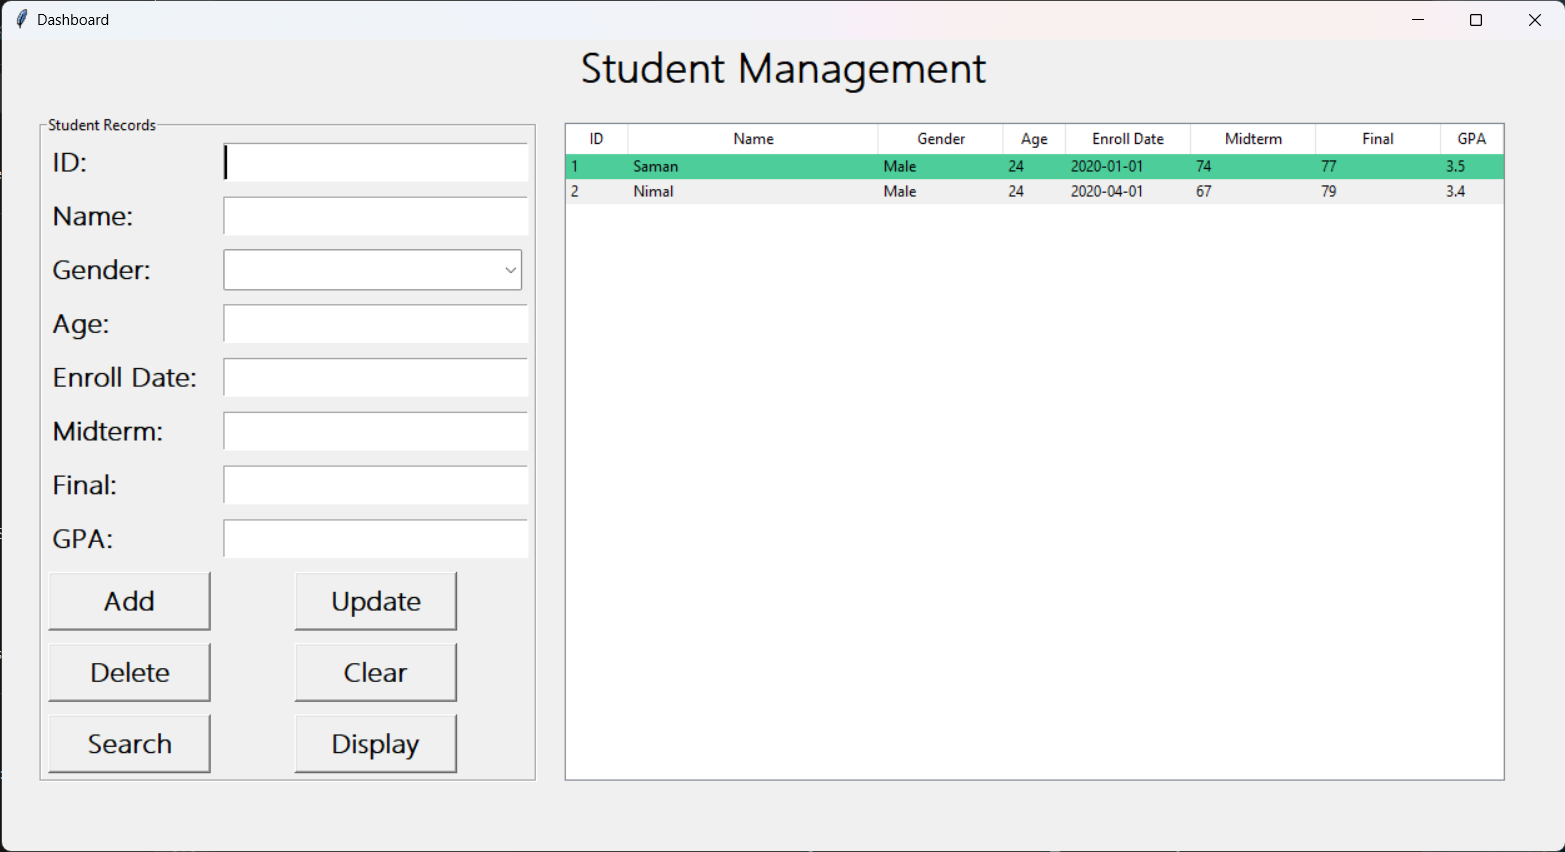 Dashboard
Student Management
Student Records
ID:
Name:
Gender:
Age:
Enroll Date:
Midterm:
Final:
GPA:
Add Update
Delete Clear
Search Display
ID Name Gender Age Enroll Date Midterm Final GPA
1 Saman Male 24 2020-01-01 74 77 3.5
2 Nimal Male 24 2020-04-01 67 79 3.4